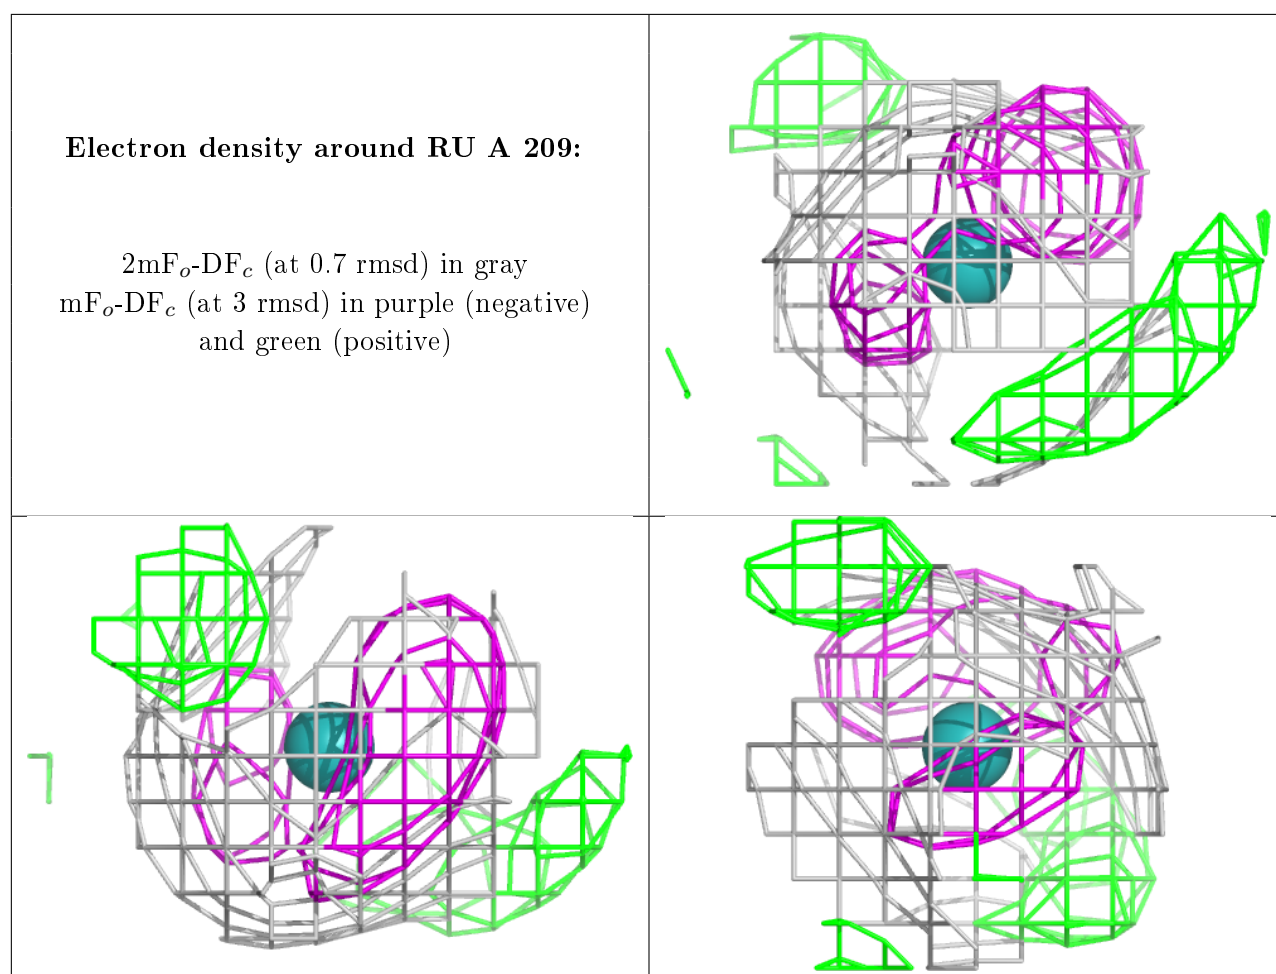 Electron density around RU A 209:
2mFo-DFc (at 0.7 rmsd) in gray
mFo-DFc (at 3 rmsd) in purple (negative)
and green (positive)